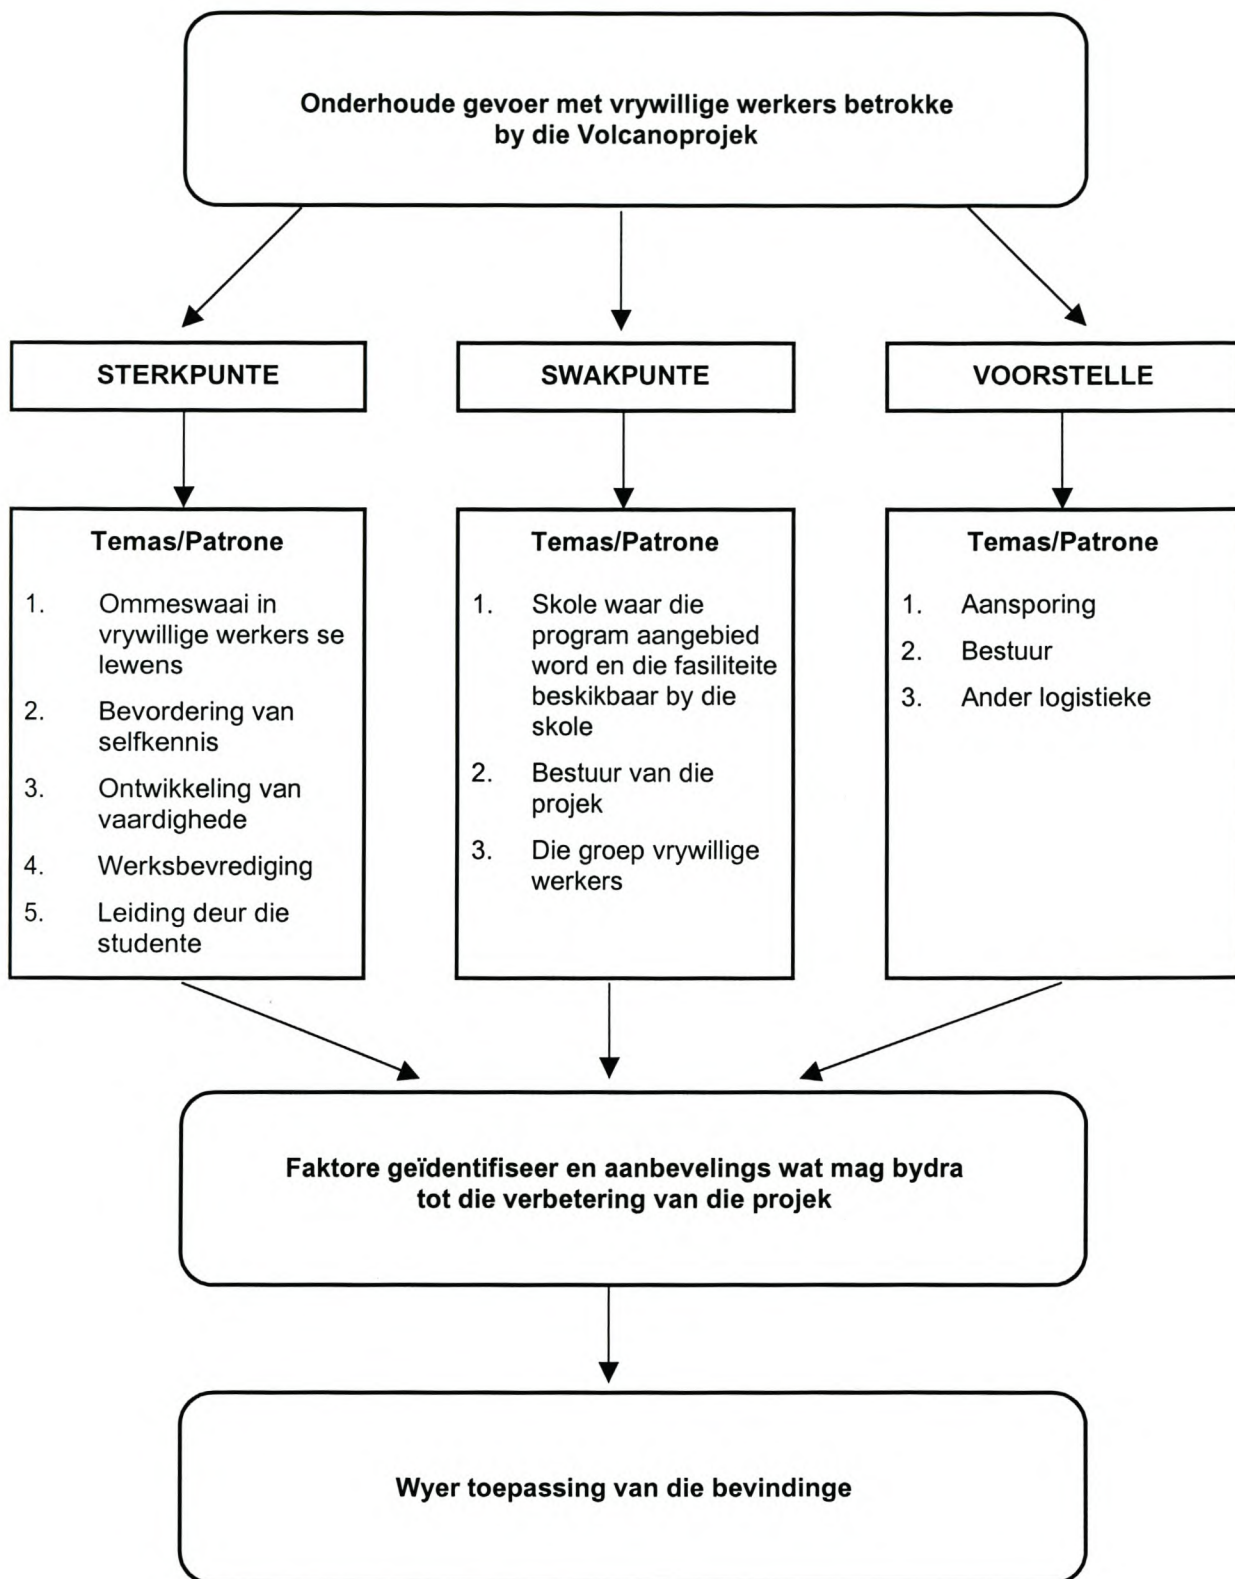 Onderhoude gevoer met vrywillige werkers betrokke
by die Volcanoprojek
STERKPUNTE
SWAKPUNTE
VOORSTELLE
Temas/Patrone
1. Ommeswaai in
vrywillige werkers se
lewens
2. Bevordering van
selfkennis
3. Ontwikkeling van
vaardighede
4. Werksbevrediging
5. Leiding deur die
studente
Temas/Patrone
1. Skole waar die
program aangebied
word en die fasiliteite
beskikbaar by die
skole
2. Bestuur van die
projek
3. Die groep vrywillige
werkers
Temas/Patrone
1. Aansporing
2. Bestuur
3. Ander logistieke
Faktore geïdentifiseer en aanbevelings wat mag bydra
tot die verbetering van die projek
Wyer toepassing van die bevindinge